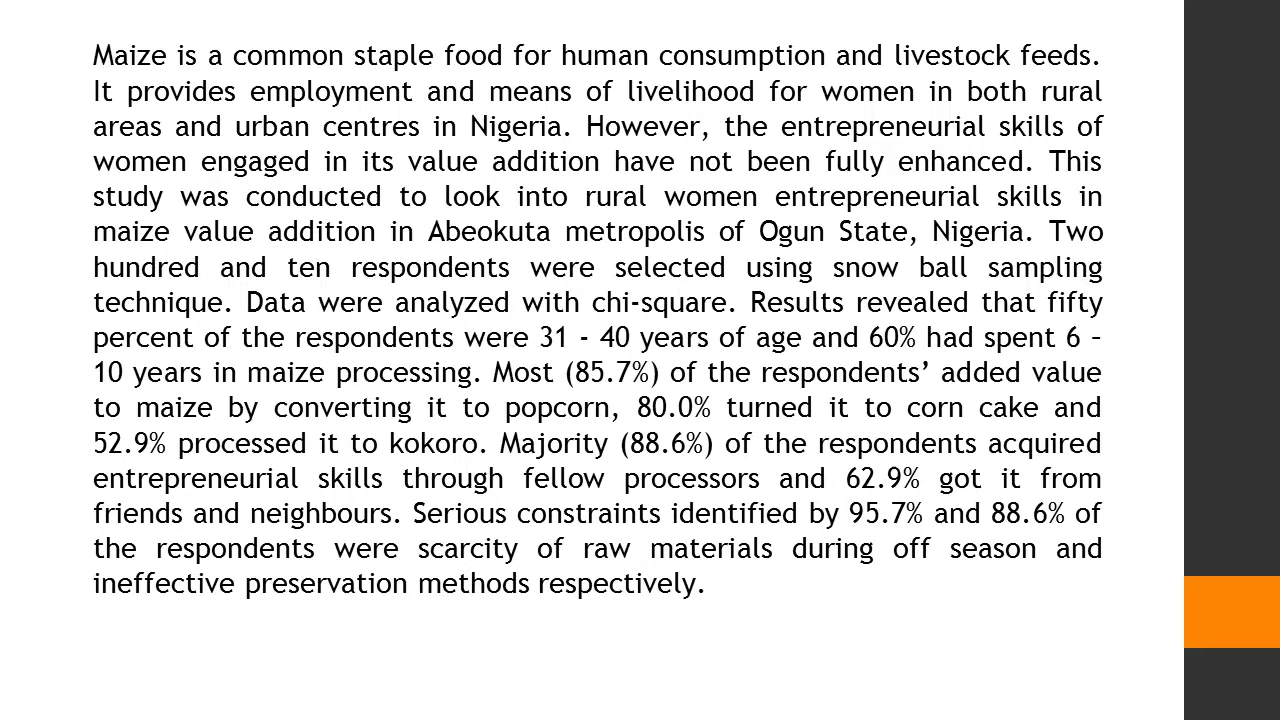 Maize is a common staple food for human consumption and livestock feeds.
It provides employment and means of livelihood for women in both rural
areas and urban centres in Nigeria. However, the entrepreneurial skills of
women engaged in its value addition have not been fully enhanced. This
study was conducted to look into rural women entrepreneurial skills in
maize value addition in Abeokuta metropolis of Ogun State, Nigeria. Two
hundred and ten respondents were selected using snow ball sampling
technique. Data were analyzed with chi-square. Results revealed that fifty
percent of the respondents were 31 - 40 years of age and 60% had spent 6 –
10 years in maize processing. Most (85.7%) of the respondents’ added value
to maize by converting it to popcorn, 80.0% turned it to corn cake and
52.9% processed it to kokoro. Majority (88.6%) of the respondents acquired
entrepreneurial skills through fellow processors and 62.9% got it from
friends and neighbours. Serious constraints identified by 95.7% and 88.6% of
the respondents were scarcity of raw materials during off season and
ineffective preservation methods respectively.